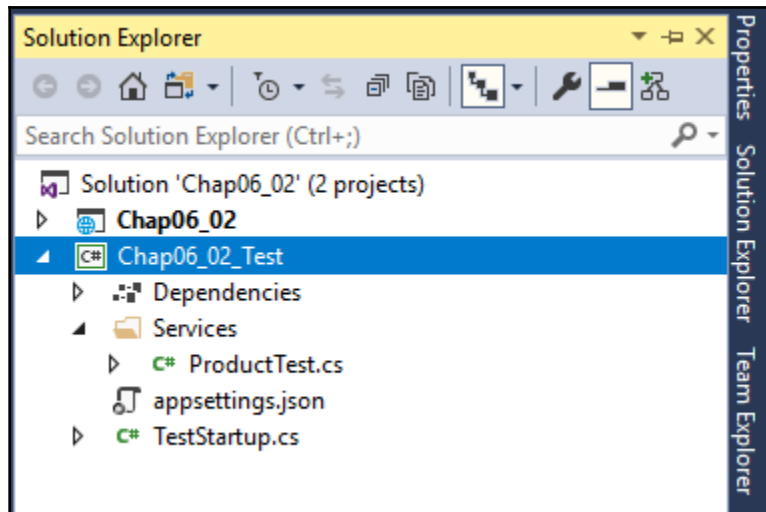 Solution Explorer
Search Solution Explorer (Ctrl+;)
Solution 'Chap06_02' (2 projects)
Chap06_02
C# Chap06_02_Test
Dependencies
Services
C# ProductTest.cs
appsettings.json
C# TestStartup.cs
Properties
Solution Explorer
Team Explorer